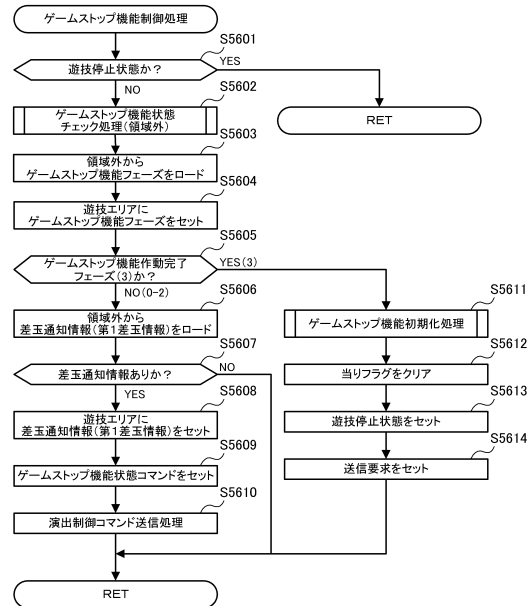 ゲームストップ機能制御処理
S5601
遊技停止状態か？
YES
NO
RET
S5602
ゲームストップ機能状態
チェック処理(領域外)
S5603
領域外から
ゲームストップ機能フェーズをロード
S5604
遊技エリアに
ゲームストップ機能フェーズをセット
S5605
ゲームストップ機能作動完了
フェーズ(3)か？
YES(3)
NO(0-2)
S5606
領域外から
差玉通知情報(第1差玉情報)をロード
S5607
差玉通知情報ありか？
NO
YES
S5608
遊技エリアに
差玉通知情報(第1差玉情報)をセット
S5609
ゲームストップ機能状態コマンドをセット
S5610
演出制御コマンド送信処理
S5611
ゲームストップ機能初期化処理
S5612
当りフラグをクリア
S5613
遊技停止状態をセット
S5614
送信要求をセット
RET